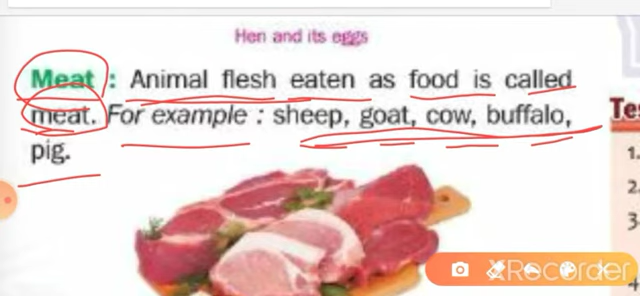 Hen and its eggs
Meat : Animal flesh eaten as food is called
meat. For example : sheep, goat, cow, buffalo,
pig.
1.
2.
3.
XRecorder